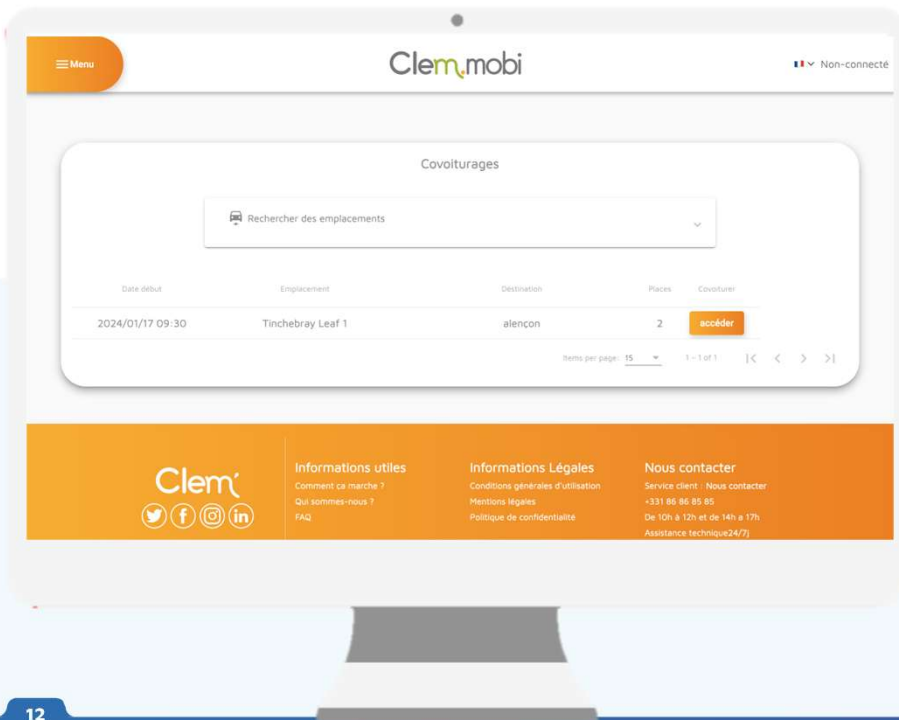 Menu
Clem.mobi
Non-connecté
Covoiturages
Rechercher des emplacements
Date début Emplacement Destination Places Covoiturer
2024/01/17 09:30 Tinchebray Leaf 1 alençon 2 accéder
Items per page: 15 1 – 1 of 1
Clem'
Informations utiles
Comment ça marche ?
Qui sommes-nous ?
FAQ
Informations Légales
Conditions générales d'utilisation
Mentions légales
Politique de confidentialité
Nous contacter
Service client : Nous contacter
+331 86 86 85 85
De 10h à 12h et de 14h a 17h
Assistance technique24/7j
12